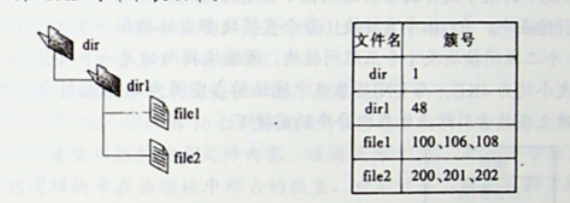 dir
dir1
file1
file2
文件名 簇号
dir 1
dir1 48
file1 100,106,108
file2 200,201,202